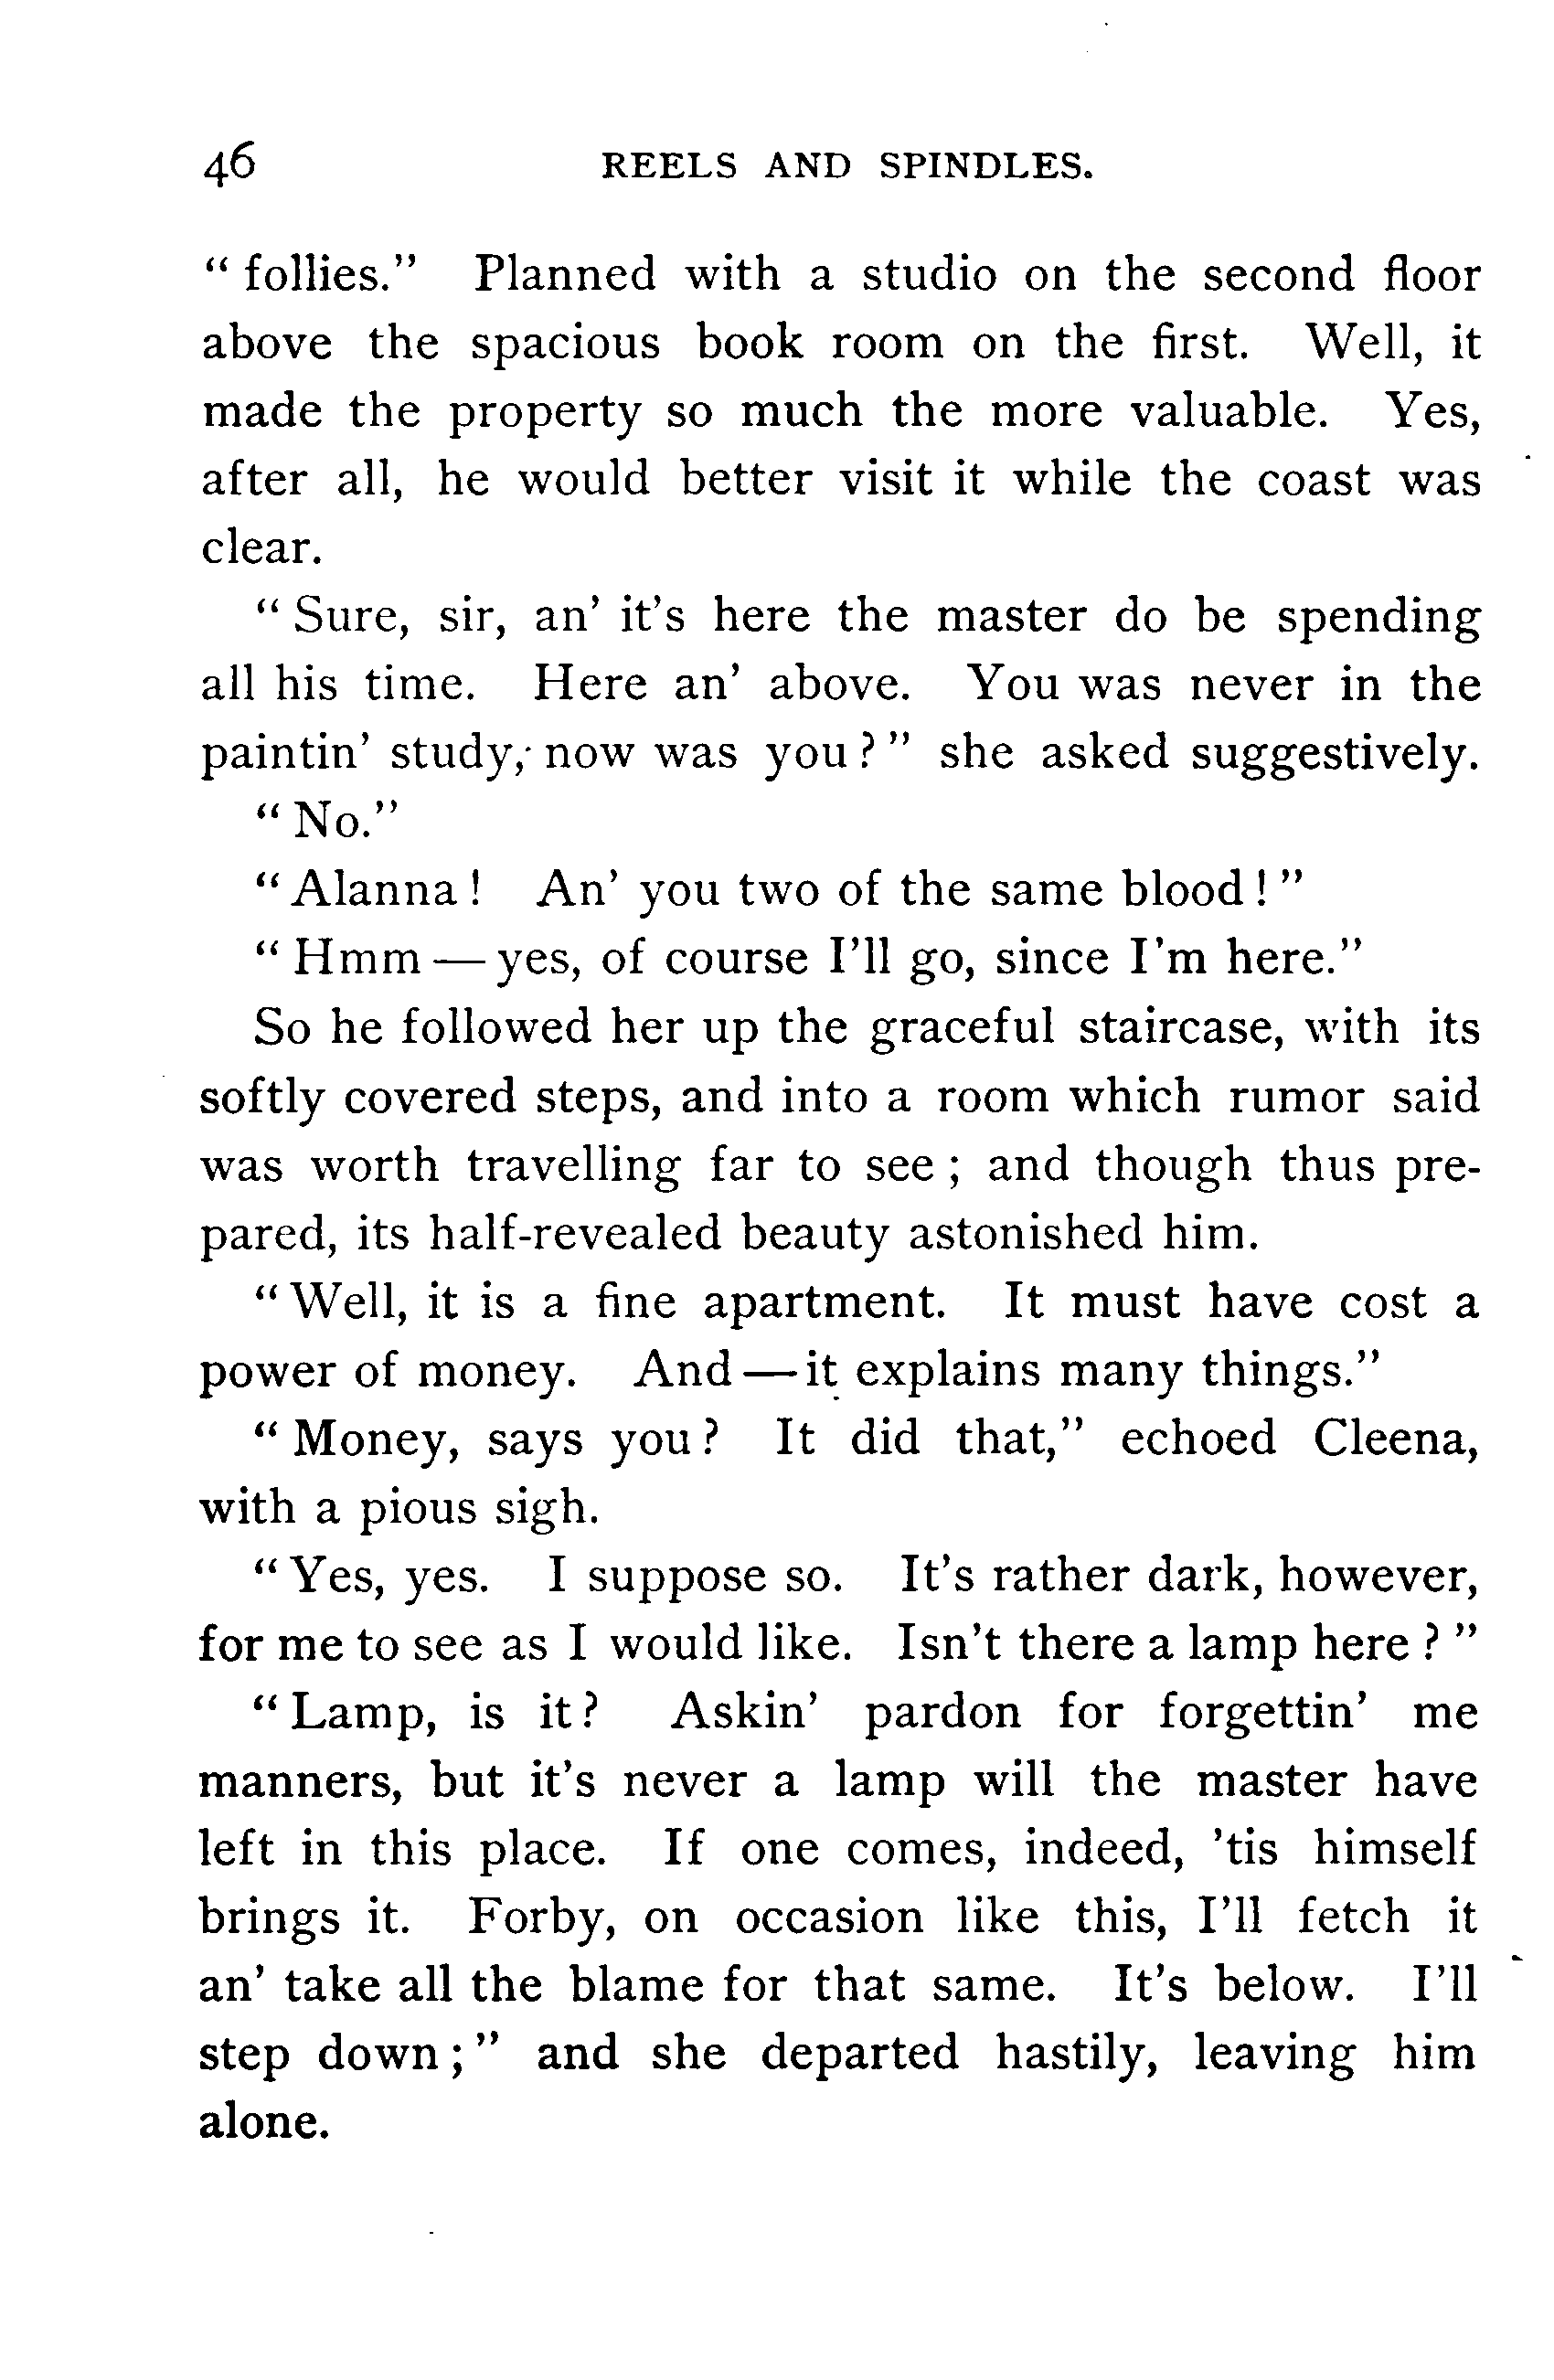 46 REELS AND SPINDLES.
“ follies.” Planned with a studio on the second floor
above the spacious book room on the first. Well, it
made the property so much the more valuable. Yes,
after all, he would better visit it while the coast was
clear.
“ Sure, sir, an’ it’s here the master do be spending
all his time. Here an’ above. You was never in the
paintin’ study, now was you ? ” she asked suggestively.
“ No.”
“ Alanna ! An’ you two of the same blood ! ”
“ Hmm — yes, of course I’ll go, since I’m here.”
So he followed her up the graceful staircase, with its
softly covered steps, and into a room which rumor said
was worth travelling far to see ; and though thus pre-
pared, its half-revealed beauty astonished him.
“ Well, it is a fine apartment. It must have cost a
power of money. And — it explains many things.”
“ Money, says you ? It did that,” echoed Cleena,
with a pious sigh.
“ Yes, yes. I suppose so. It’s rather dark, however,
for me to see as I would like. Isn’t there a lamp here ? ”
“ Lamp, is it ? Askin’ pardon for forgettin’ me
manners, but it’s never a lamp will the master have
left in this place. If one comes, indeed, ’tis himself
brings it. Forby, on occasion like this, I’ll fetch it
an’ take all the blame for that same. It’s below. I’ll
step down ; ” and she departed hastily, leaving him
alone.